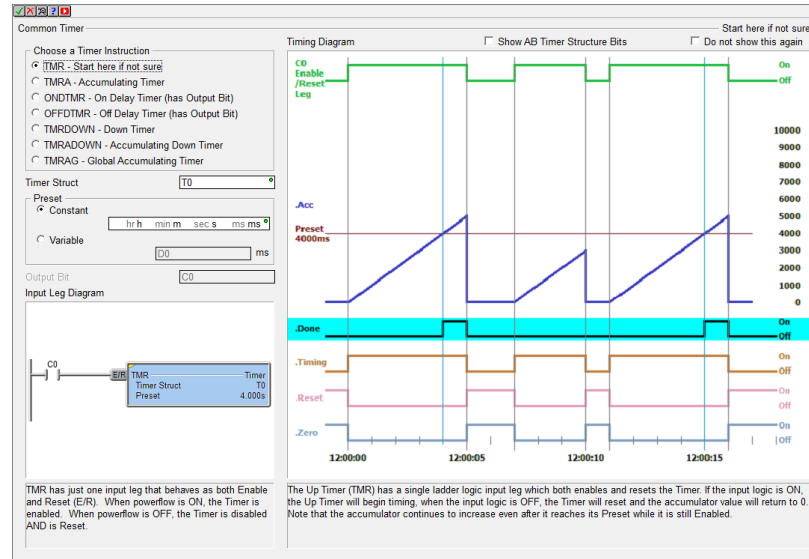 Common Timer
Start here if not sure
Choose a Timer Instruction
TMR - Start here if not sure
TMRA - Accumulating Timer
ONDTMR - On Delay Timer (has Output Bit)
OFFDTMR - Off Delay Timer (has Output Bit)
TMRDOWN - Down Timer
TMRADOWN - Accumulating Down Timer
TMRAG - Global Accumulating Timer
Timer Struct T0
Preset
Constant
hr h min m sec s ms ms
Variable
D0 ms
Output Bit C0
Input Leg Diagram
C0
E/R TMR Timer
Timer Struct T0
Preset 4.000s
TMR has just one input leg that behaves as both Enable
and Reset (E/R). When powerflow is ON, the Timer is
enabled. When powerflow is OFF, the Timer is disabled
AND is Reset.
Timing Diagram
Show AB Timer Structure Bits
Do not show this again
C0
Enable
/Reset
Leg
On
Off
10000
9000
8000
7000
6000
5000
4000
3000
2000
1000
0
.Acc
Preset
4000ms
.Done
On
Off
.Timing
On
Off
.Reset
On
Off
.Zero
On
Off
12:00:00 12:00:05 12:00:10 12:00:15
The Up Timer (TMR) has a single ladder logic input leg which both enables and resets the Timer. If the input logic is ON,
the Up Timer will begin timing, when the input logic is OFF, the Timer will reset and the accumulator value will return to 0.
Note that the accumulator continues to increase even after it reaches its Preset while it is still Enabled.